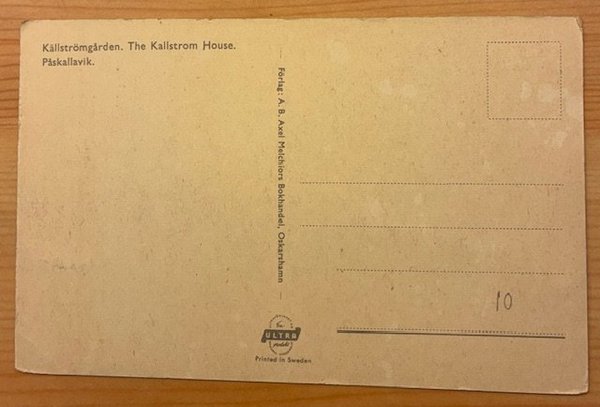 Källströmgården. The Kallstrom House.
Påskallavik.
Förlag: A. B. Axel Melchiors Bokhandel, Oskarshamn
10
ULTRA
Printed in Sweden